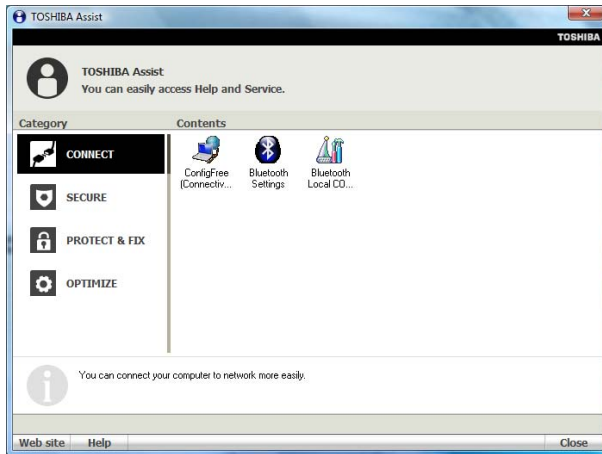 TOSHIBA Assist
TOSHIBA
TOSHIBA Assist
You can easily access Help and Service.
Category
Contents
CONNECT
SECURE
PROTECT & FIX
OPTIMIZE
ConfigFree
(Connectiv...
Bluetooth
Settings
Bluetooth
Local CO...
You can connect your computer to network more easily.
Web site
Help
Close